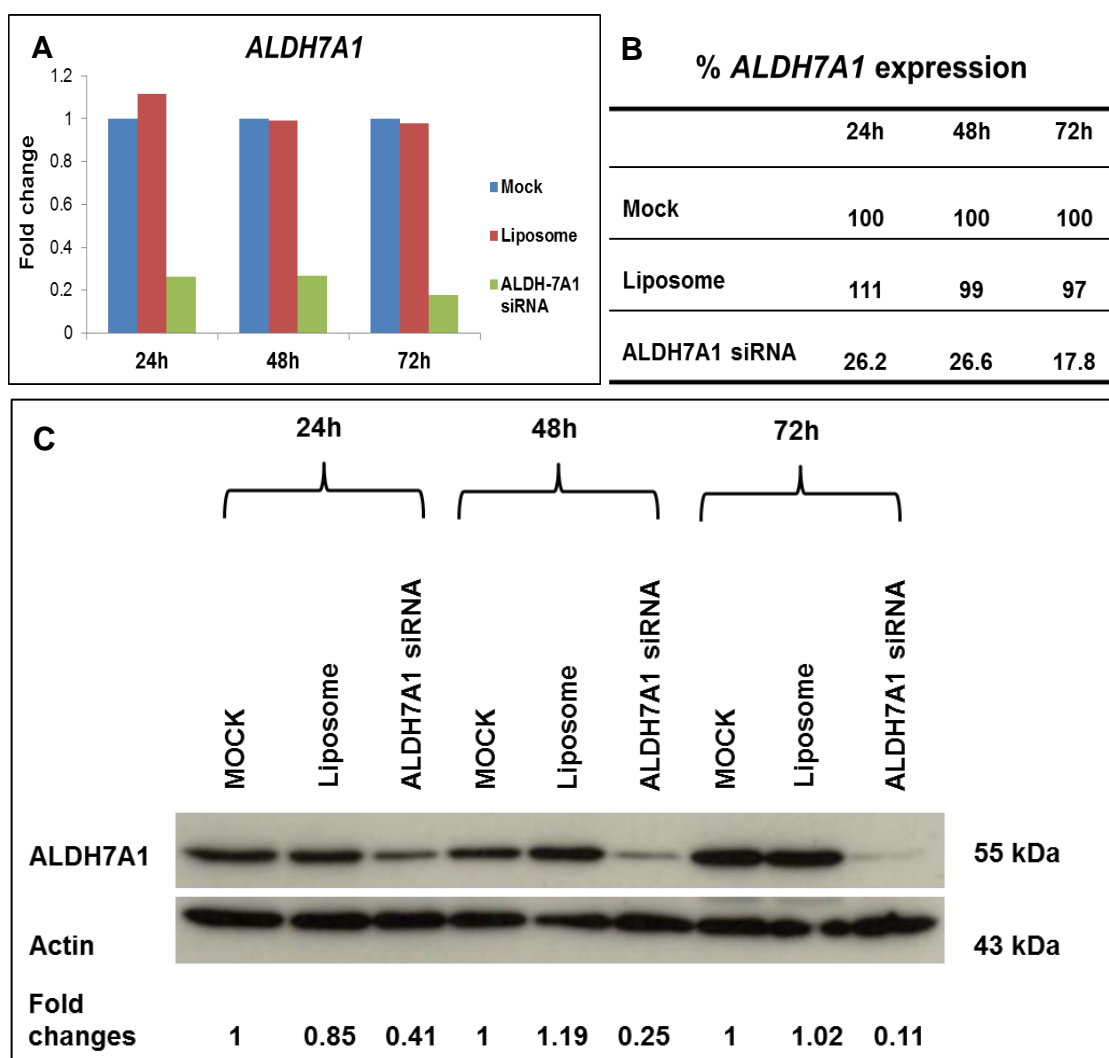 A
ALDH7A1
Fold change
1.2
1
0.8
0.6
0.4
0.2
0
24h 48h 72h
Mock
Liposome
ALDH-7A1
siRNA
B
% ALDH7A1 expression
24h 48h 72h
Mock 100 100 100
Liposome 111 99 97
ALDH7A1 siRNA 26.2 26.6 17.8
C
24h 48h 72h
MOCK Liposome ALDH7A1 siRNA MOCK Liposome ALDH7A1 siRNA MOCK Liposome ALDH7A1 siRNA
ALDH7A1 55 kDa
Actin 43 kDa
Fold
changes 1 0.85 0.41 1 1.19 0.25 1 1.02 0.11